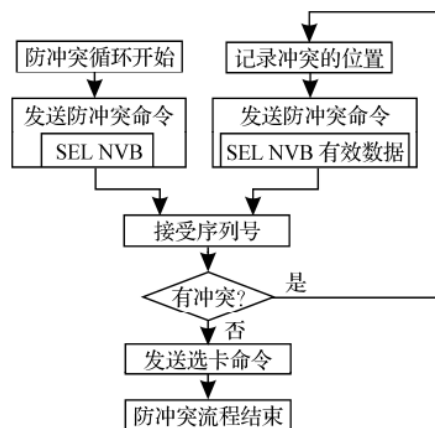 防冲突循环开始
记录冲突的位置
发送防冲突命令
SEL NVB
发送防冲突命令
SEL NVB 有效数据
接受序列号
有冲突?
是
否
发送选卡命令
防冲突流程结束